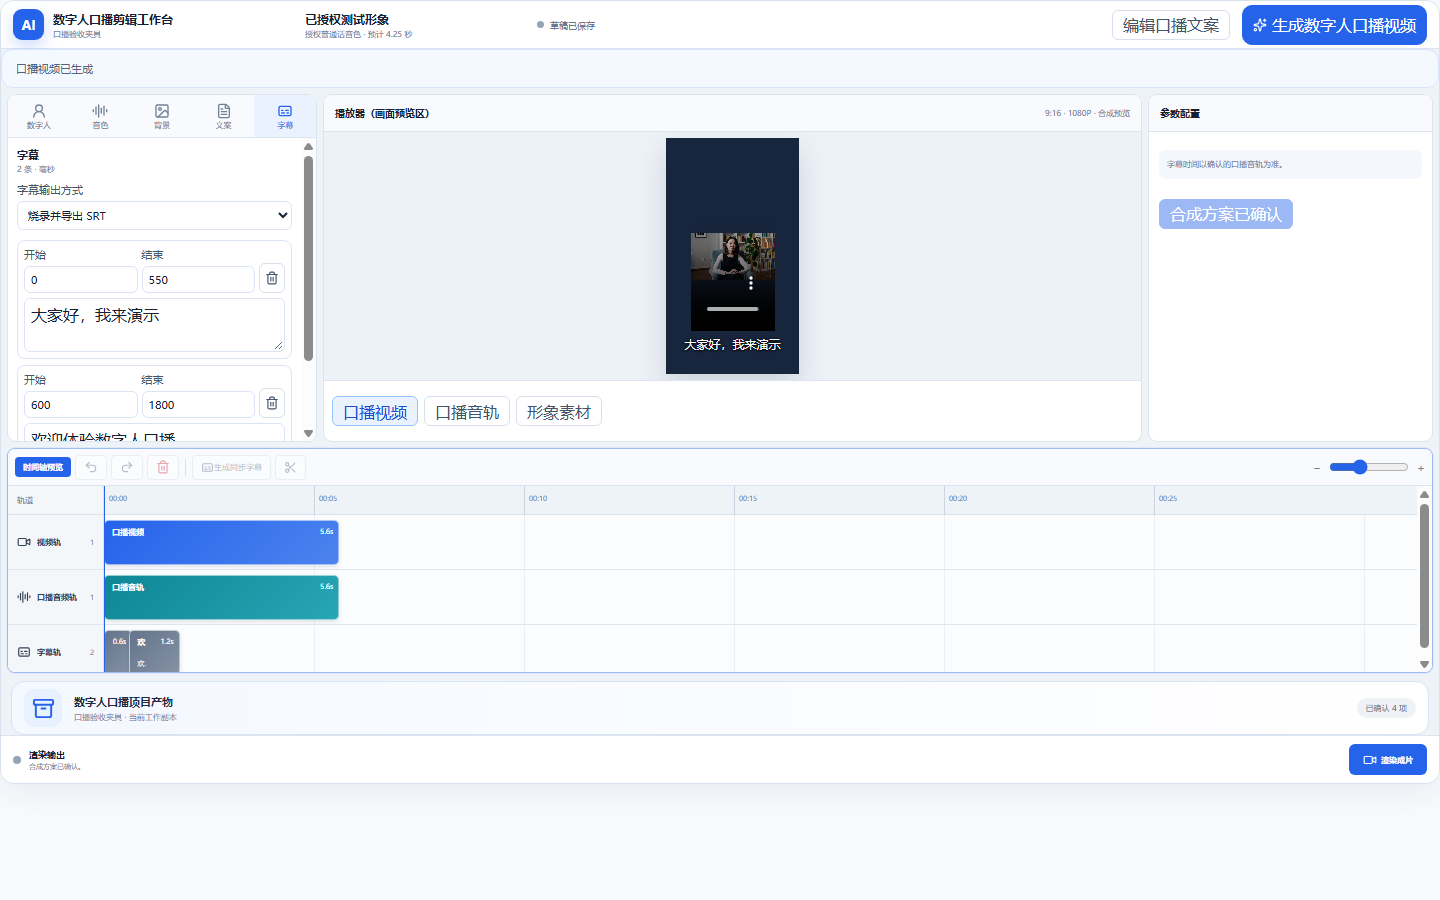 AI
数字人口播剪辑工作台
口播验收夹具
已授权测试形象
授权普通话音色 · 预计 4.25 秒
草稿已保存
编辑口播文案
生成数字人口播视频
口播视频已生成
数字人
音色
背景
文案
字幕
字幕
2 条 · 毫秒
字幕输出方式
烧录并导出 SRT
开始
结束
0
550
大家好，我来演示
开始
结束
600
1800
欢迎体验数字人口播
播放器（画面预览区）
9:16 · 1080P · 合成预览
大家好，我来演示
口播视频
口播音轨
形象素材
参数配置
字幕时间以确认的口播音轨为准。
合成方案已确认
时间轴预览
生成同步字幕
−
+
轨道
00:00
00:05
00:10
00:15
00:20
00:25
视频轨
1
口播视频
5.6s
口播音频轨
1
口播音轨
5.6s
字幕轨
2
0.6s
欢
1.2s
欢
数字人口播项目产物
口播验收夹具 · 当前工作副本
已确认 4 项
渲染输出
合成方案已确认。
渲染成片